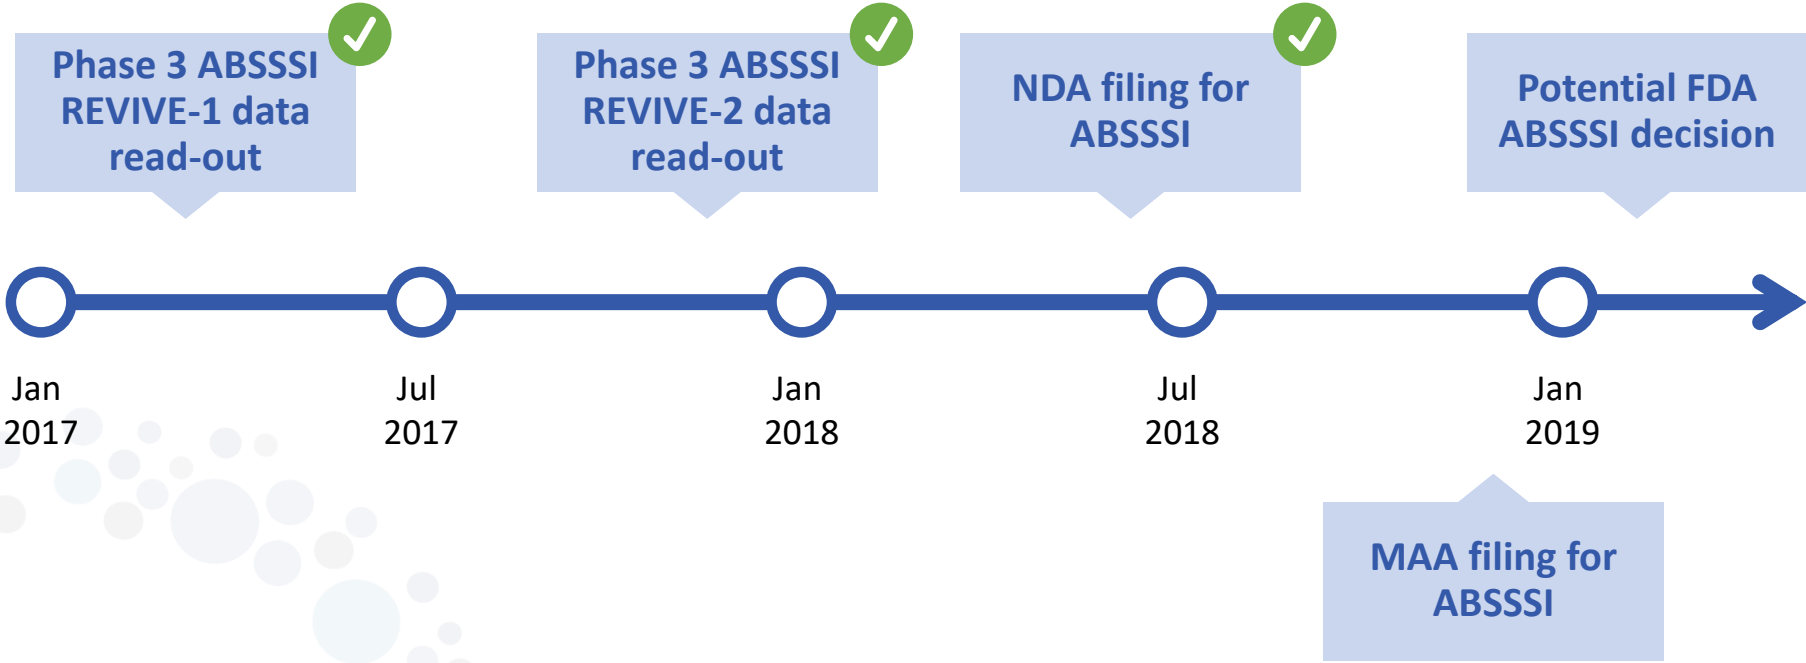 Phase 3 ABSSSI
REVIVE-1 data
read-out
Phase 3 ABSSSI
REVIVE-2 data
read-out
NDA filing for
ABSSSI
Potential FDA
ABSSSI decision
Jan
2017
Jul
2017
Jan
2018
Jul
2018
Jan
2019
MAA filing for
ABSSSI